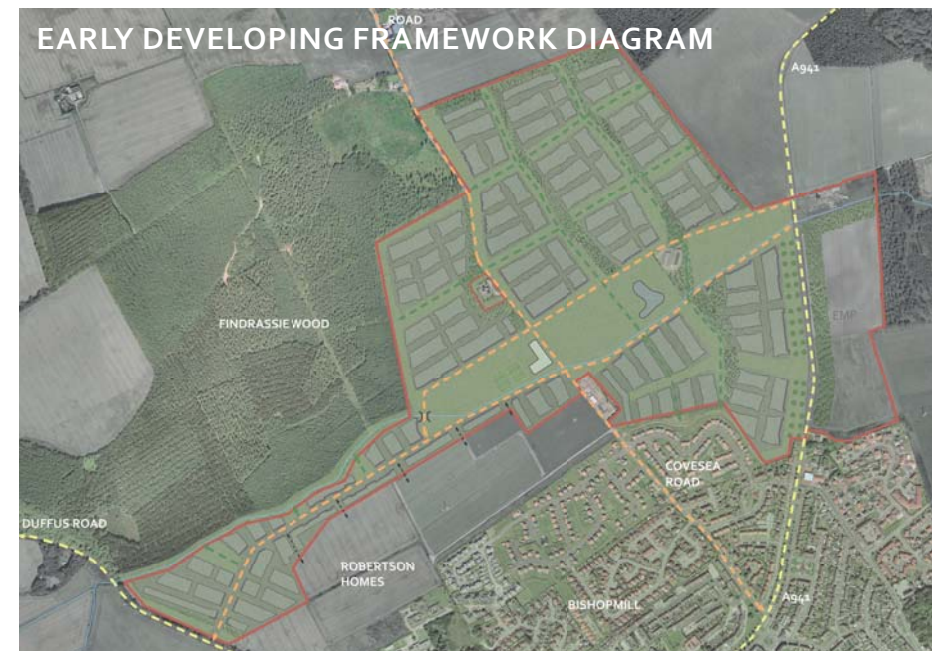 ROAD
EARLY DEVELOPING FRAMEWORK DIAGRAM
A941
EMP
FINDRASSIE WOOD
COVESEA
ROAD
DUFFUS ROAD
ROBERTSON
HOMES
BISHOPMILL
A941